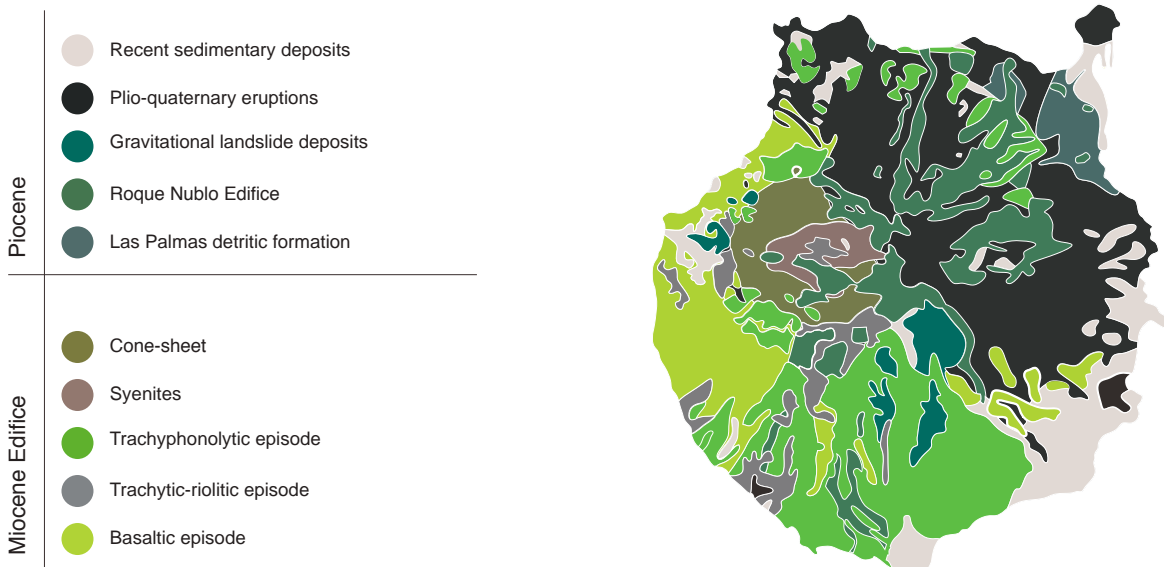 Piocene
Recent sedimentary deposits
Plio-quaternary eruptions
Gravitational landslide deposits
Roque Nublo Edifice
Las Palmas detritic formation
Miocene Edifice
Cone-sheet
Syenites
Trachyphonolytic episode
Trachytic-riolitic episode
Basaltic episode